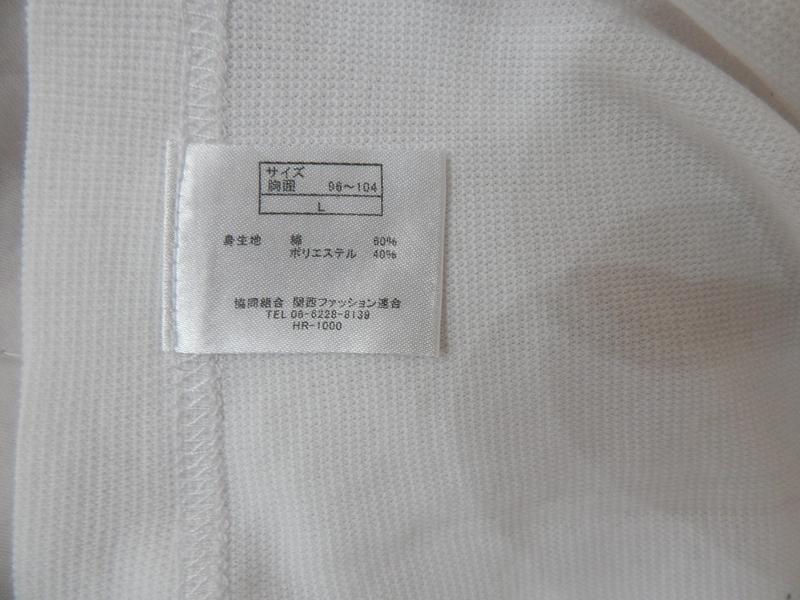 サイズ
胸囲 96～104
L
身生地 綿 60%
ポリエステル 40%
協同組合 関西ファッション連合
TEL 06-6228-8139
HR-1000